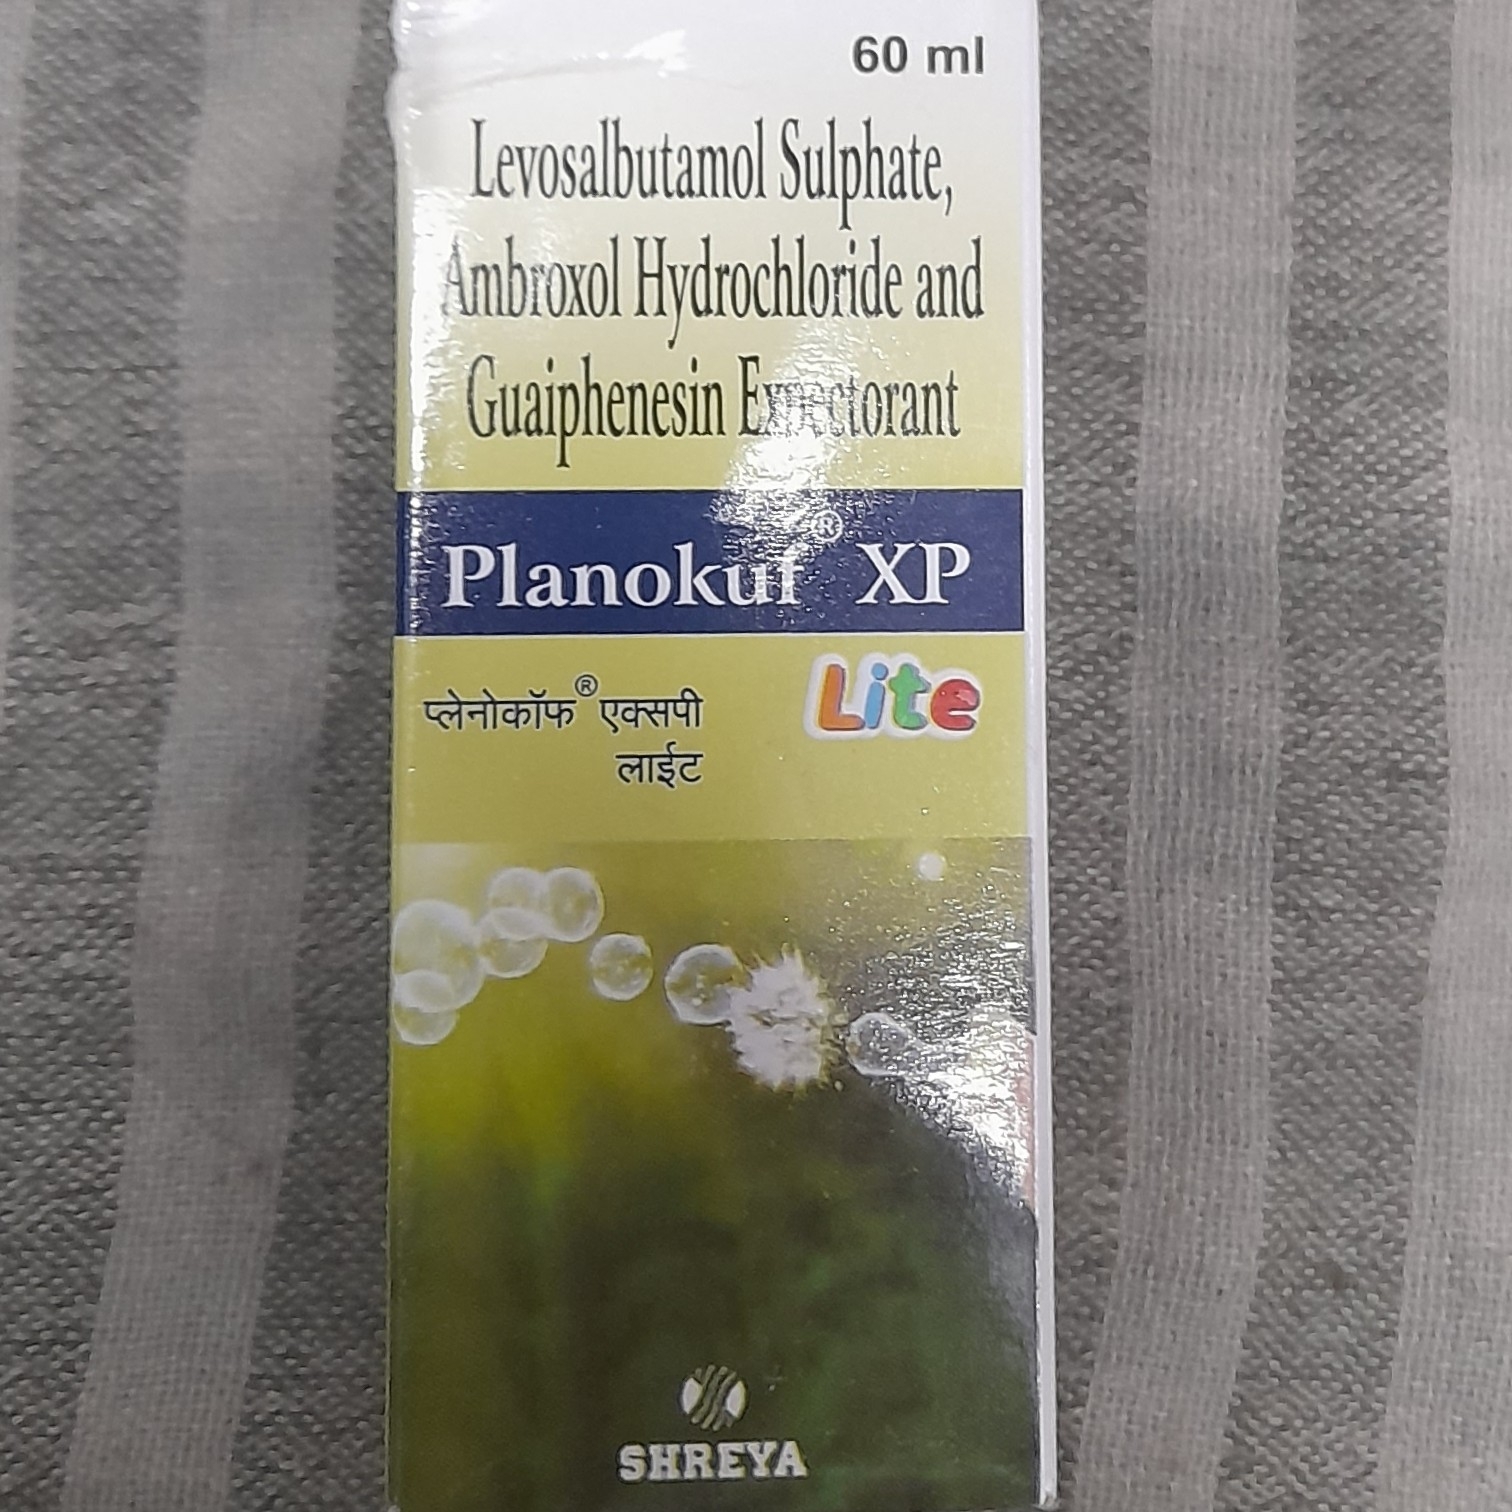 60 ml
Levosalbutamol Sulphate,
Ambroxol Hydrochloride and
Guaiphenesin Expectorant
Planokuf® XP
Lite
प्लेनोकॉफ® एक्सपी
लाईट
SHREYA